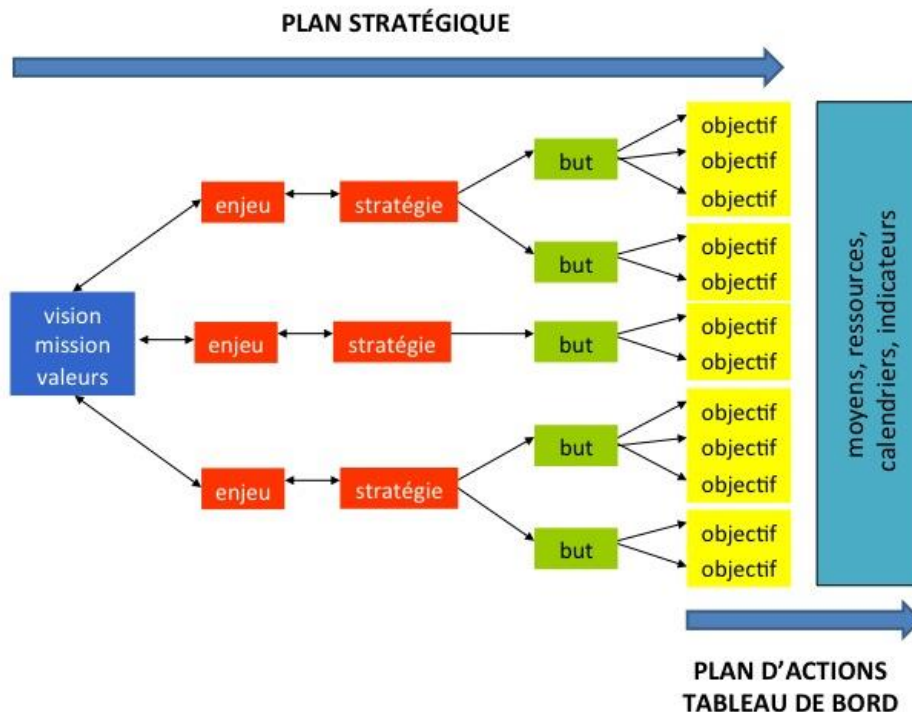 PLAN STRATÉGIQUE
vision
mission
valeurs
enjeu
stratégie
but
objectif
objectif
objectif
but
objectif
objectif
enjeu
stratégie
but
objectif
objectif
enjeu
stratégie
but
objectif
objectif
objectif
but
objectif
objectif
moyens, ressources,
calendriers, indicateurs
PLAN D’ACTIONS
TABLEAU DE BORD